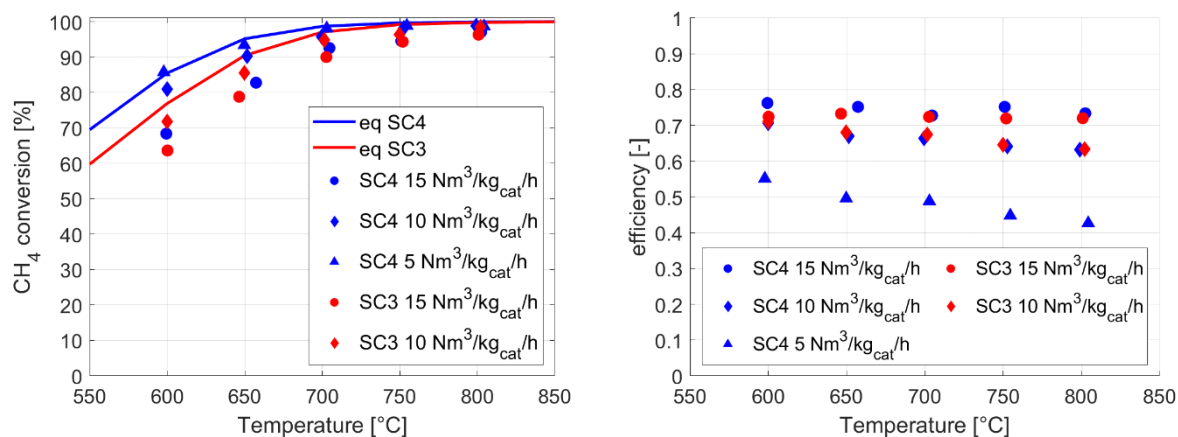 100
90
80
70
60
50
40
30
20
10
0
CH4 conversion [%]
eq SC4
eq SC3
SC4 15 Nm³/kgcat/h
SC4 10 Nm³/kgcat/h
SC4 5 Nm³/kgcat/h
SC3 15 Nm³/kgcat/h
SC3 10 Nm³/kgcat/h
550 600 650 700 750 800 850
Temperature [°C]
1
0.9
0.8
0.7
0.6
0.5
0.4
0.3
0.2
0.1
0
efficiency [-]
SC4 15 Nm³/kgcat/h SC3 15 Nm³/kgcat/h
SC4 10 Nm³/kgcat/h SC3 10 Nm³/kgcat/h
SC4 5 Nm³/kgcat/h
550 600 650 700 750 800 850
Temperature [°C]